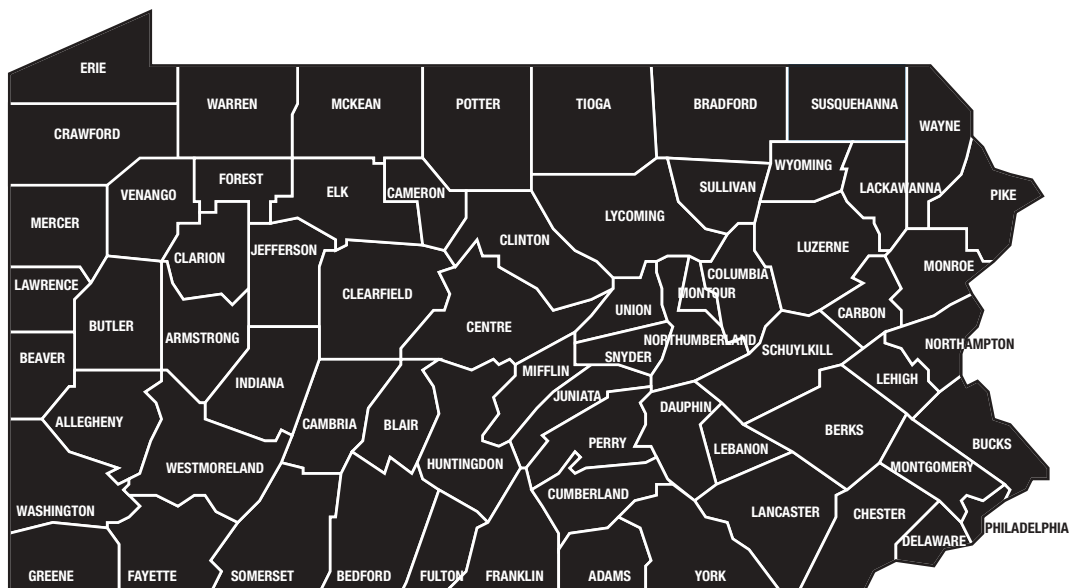 ERIE
WARREN
MCKEAN
POTTER
TIOGA
BRADFORD
SUSQUEHANNA
WAYNE
CRAWFORD
VENANGO
FOREST
ELK
CAMERON
SULLIVAN
WYOMING
LACKAWANNA
PIKE
MERCER
LYCOMING
CLINTON
CLARION
JEFFERSON
LUZERNE
COLUMBIA
MONROE
LAWRENCE
CLEARFIELD
MONTOUR
BUTLER
CENTRE
UNION
CARBON
ARMSTRONG
NORTHUMBERLAND
SCHUYLKILL
NORTHAMPTON
BEAVER
SNYDER
INDIANA
MIFFLIN
LEHIGH
JUNIATA
DAUPHIN
ALLEGHENY
CAMBRIA
BLAIR
BERKS
PERRY
LEBANON
BUCKS
WESTMORELAND
HUNTINGDON
MONTGOMERY
CUMBERLAND
WASHINGTON
LANCASTER
CHESTER
PHILADELPHIA
DELAWARE
GREENE
FAYETTE
SOMERSET
BEDFORD
FULTON
FRANKLIN
ADAMS
YORK